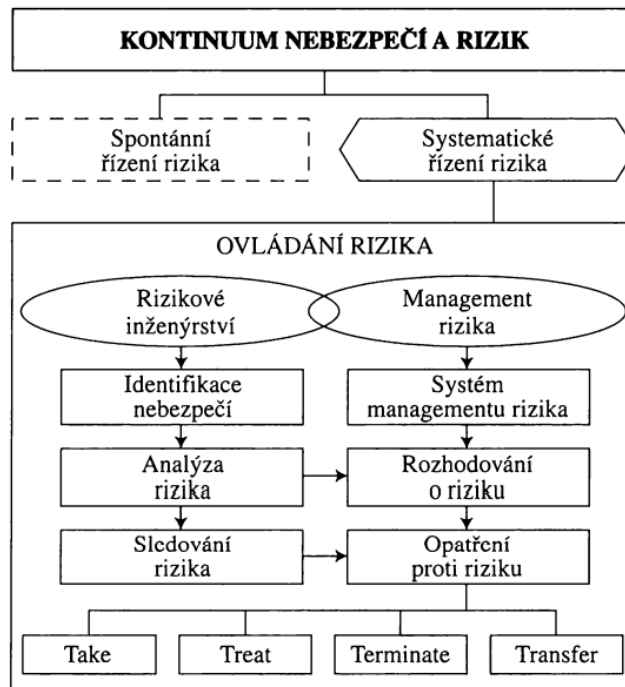 KONTINUUM NEBEZPEČÍ A RIZIK
Spontánní
řízení rizika
Systematické
řízení rizika
OVLÁDÁNÍ RIZIKA
Rizikové
inženýrství
Management
rizika
Identifikace
nebezpečí
Systém
managementu rizika
Analýza
rizika
Rozhodování
o riziku
Sledování
rizika
Opatření
proti riziku
Take
Treat
Terminate
Transfer